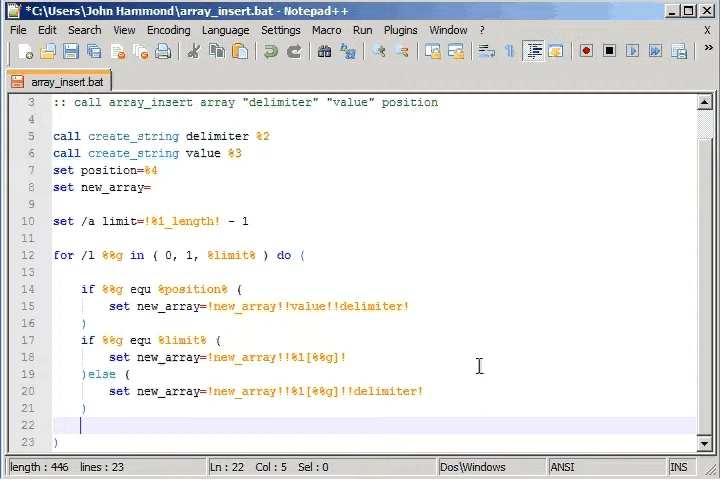 *C:\Users\John Hammond\array_insert.bat - Notepad++
File Edit Search View Encoding Language Settings Macro Run Plugins Window ? X
array_insert.bat
3 :: call array_insert array "delimiter" "value" position
4
5 call create_string delimiter %2
6 call create_string value %3
7 set position=%4
8 set new_array=
9
10 set /a limit=!%1_length! - 1
11
12 for /l %%g in ( 0, 1, %limit% ) do (
13
14 if %%g equ %position% (
15 set new_array=!new_array!!value!!delimiter!
16 )
17 if %%g equ %limit% (
18 set new_array=!new_array!!%1[%%g]!
19 )else (
20 set new_array=!new_array!!%1[%%g]!!delimiter!
21 )
22
23 )
length : 446 lines : 23 Ln : 22 Col : 5 Sel : 0 Dos\Windows ANSI INS